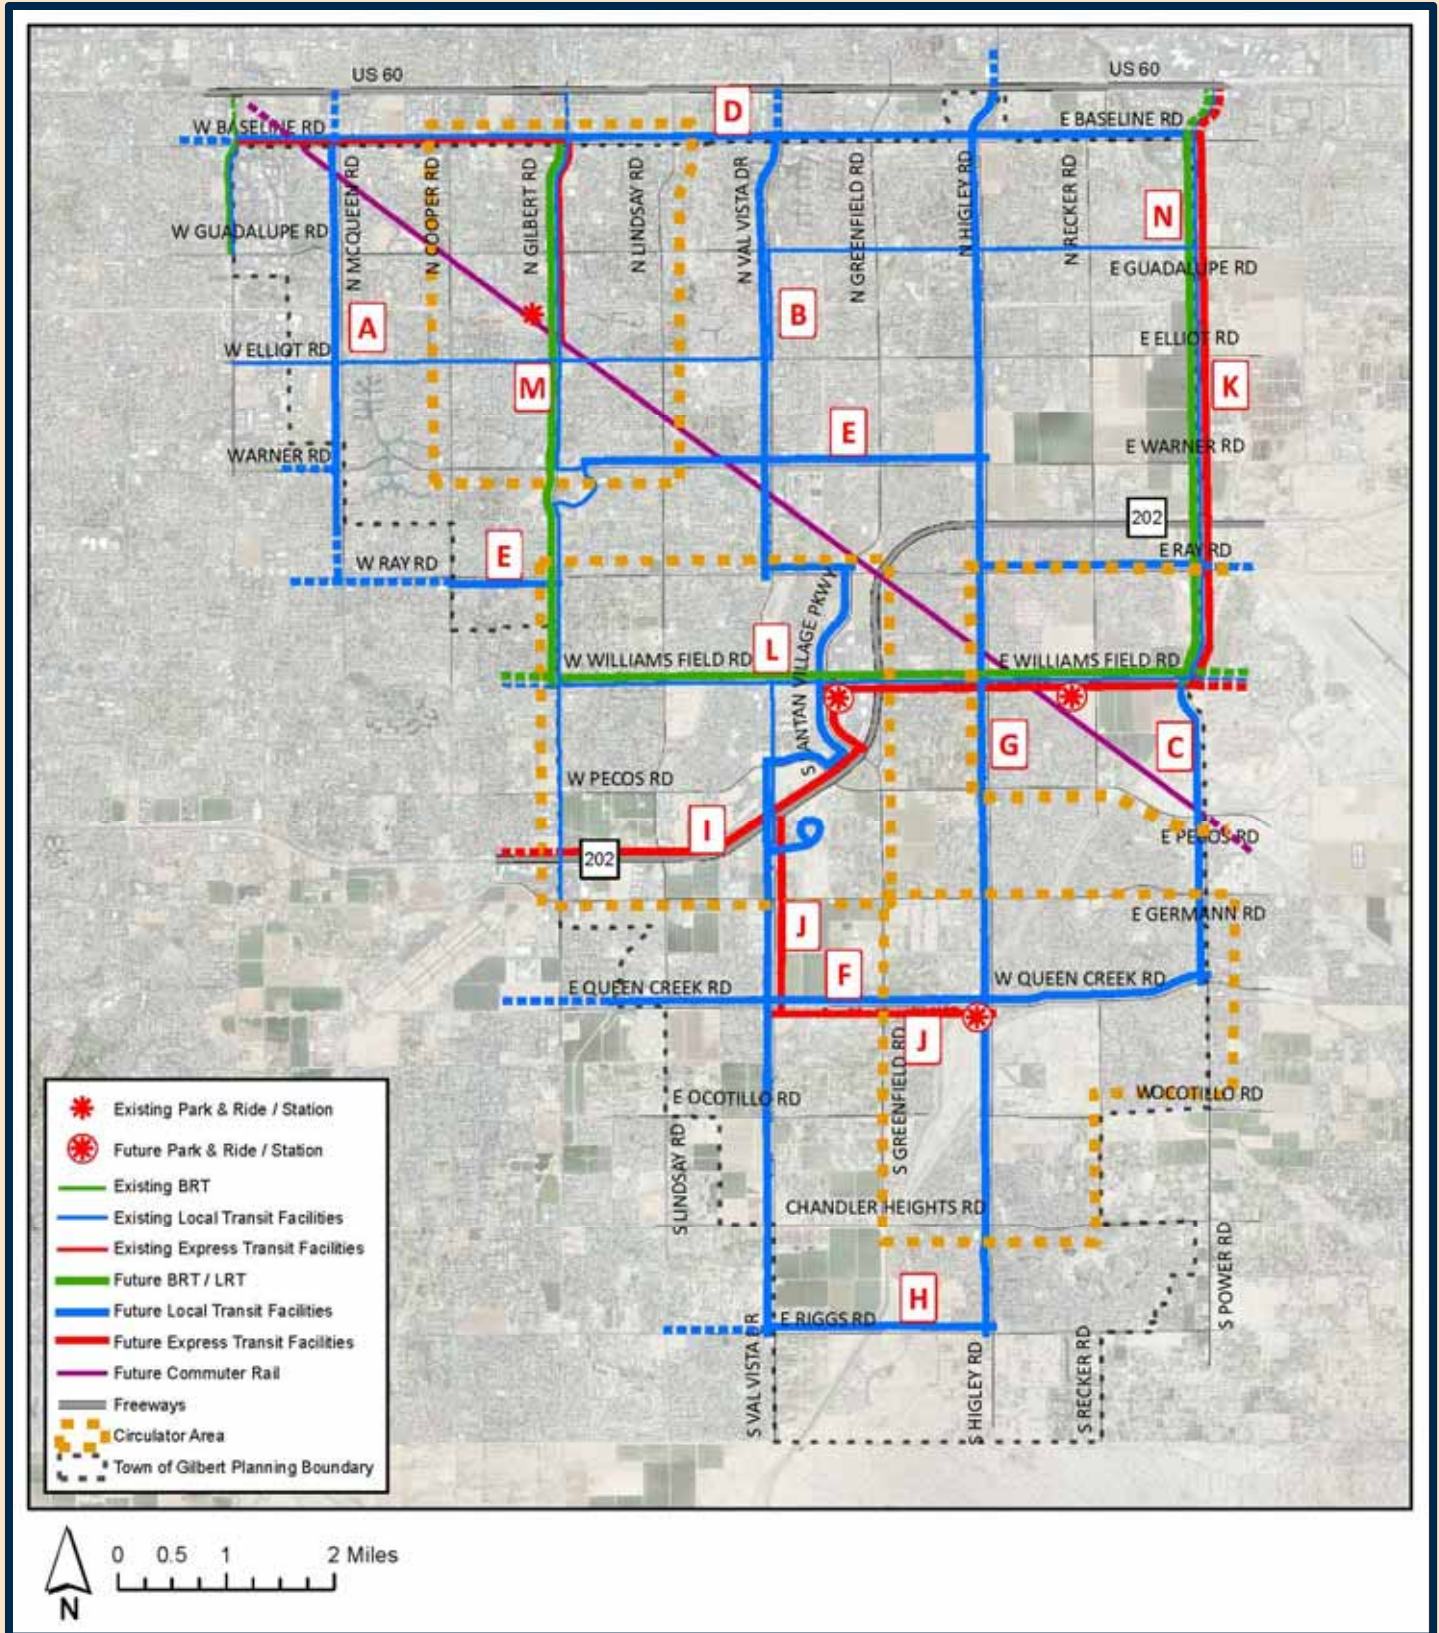 US 60
US 60
D
W BASELINE RD
E BASELINE RD
N MCQUEEN RD
N COOPER RD
N GILBERT RD
N LINDSAY RD
N VAL VISTA DR
N GREENFIELD RD
N HIGLEY RD
N RECKER RD
N
W GUADALUPE RD
E GUADALUPE RD
A
B
W ELLIOT RD
E ELLIOT RD
M
K
E
WARNER RD
E WARNER RD
202
E
W RAY RD
E RAY RD
S SANTAN VILLAGE PKWY
L
W WILLIAMS FIELD RD
E WILLIAMS FIELD RD
G
C
W PECOS RD
I
E PECOS RD
202
J
E GERMANN RD
F
E QUEEN CREEK RD
W QUEEN CREEK RD
J
S GREENFIELD RD
E OCOTILLO RD
W OCOTILLO RD
S LINDSAY RD
CHANDLER HEIGHTS RD
S POWER RD
H
E RIGGS RD
S VAL VISTA DR
S HIGLEY RD
S RECKER RD
Existing Park & Ride / Station
Future Park & Ride / Station
Existing BRT
Existing Local Transit Facilities
Existing Express Transit Facilities
Future BRT / LRT
Future Local Transit Facilities
Future Express Transit Facilities
Future Commuter Rail
Freeways
Circulator Area
Town of Gilbert Planning Boundary
0 0.5 1 2 Miles
N